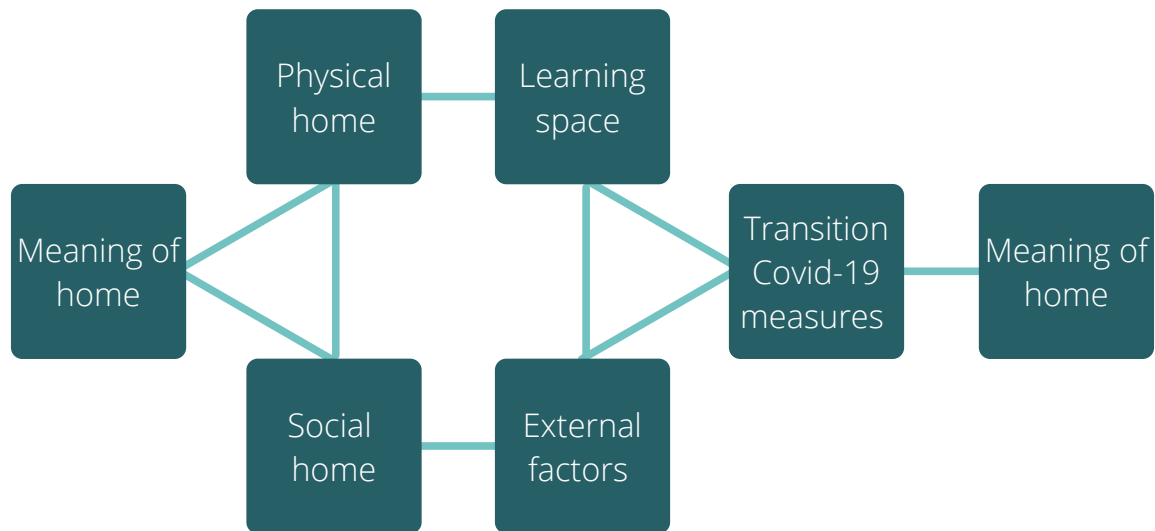 Physical
home
Learning
space
Meaning of
home
Transition
Covid-19
measures
Meaning of
home
Social
home
External
factors